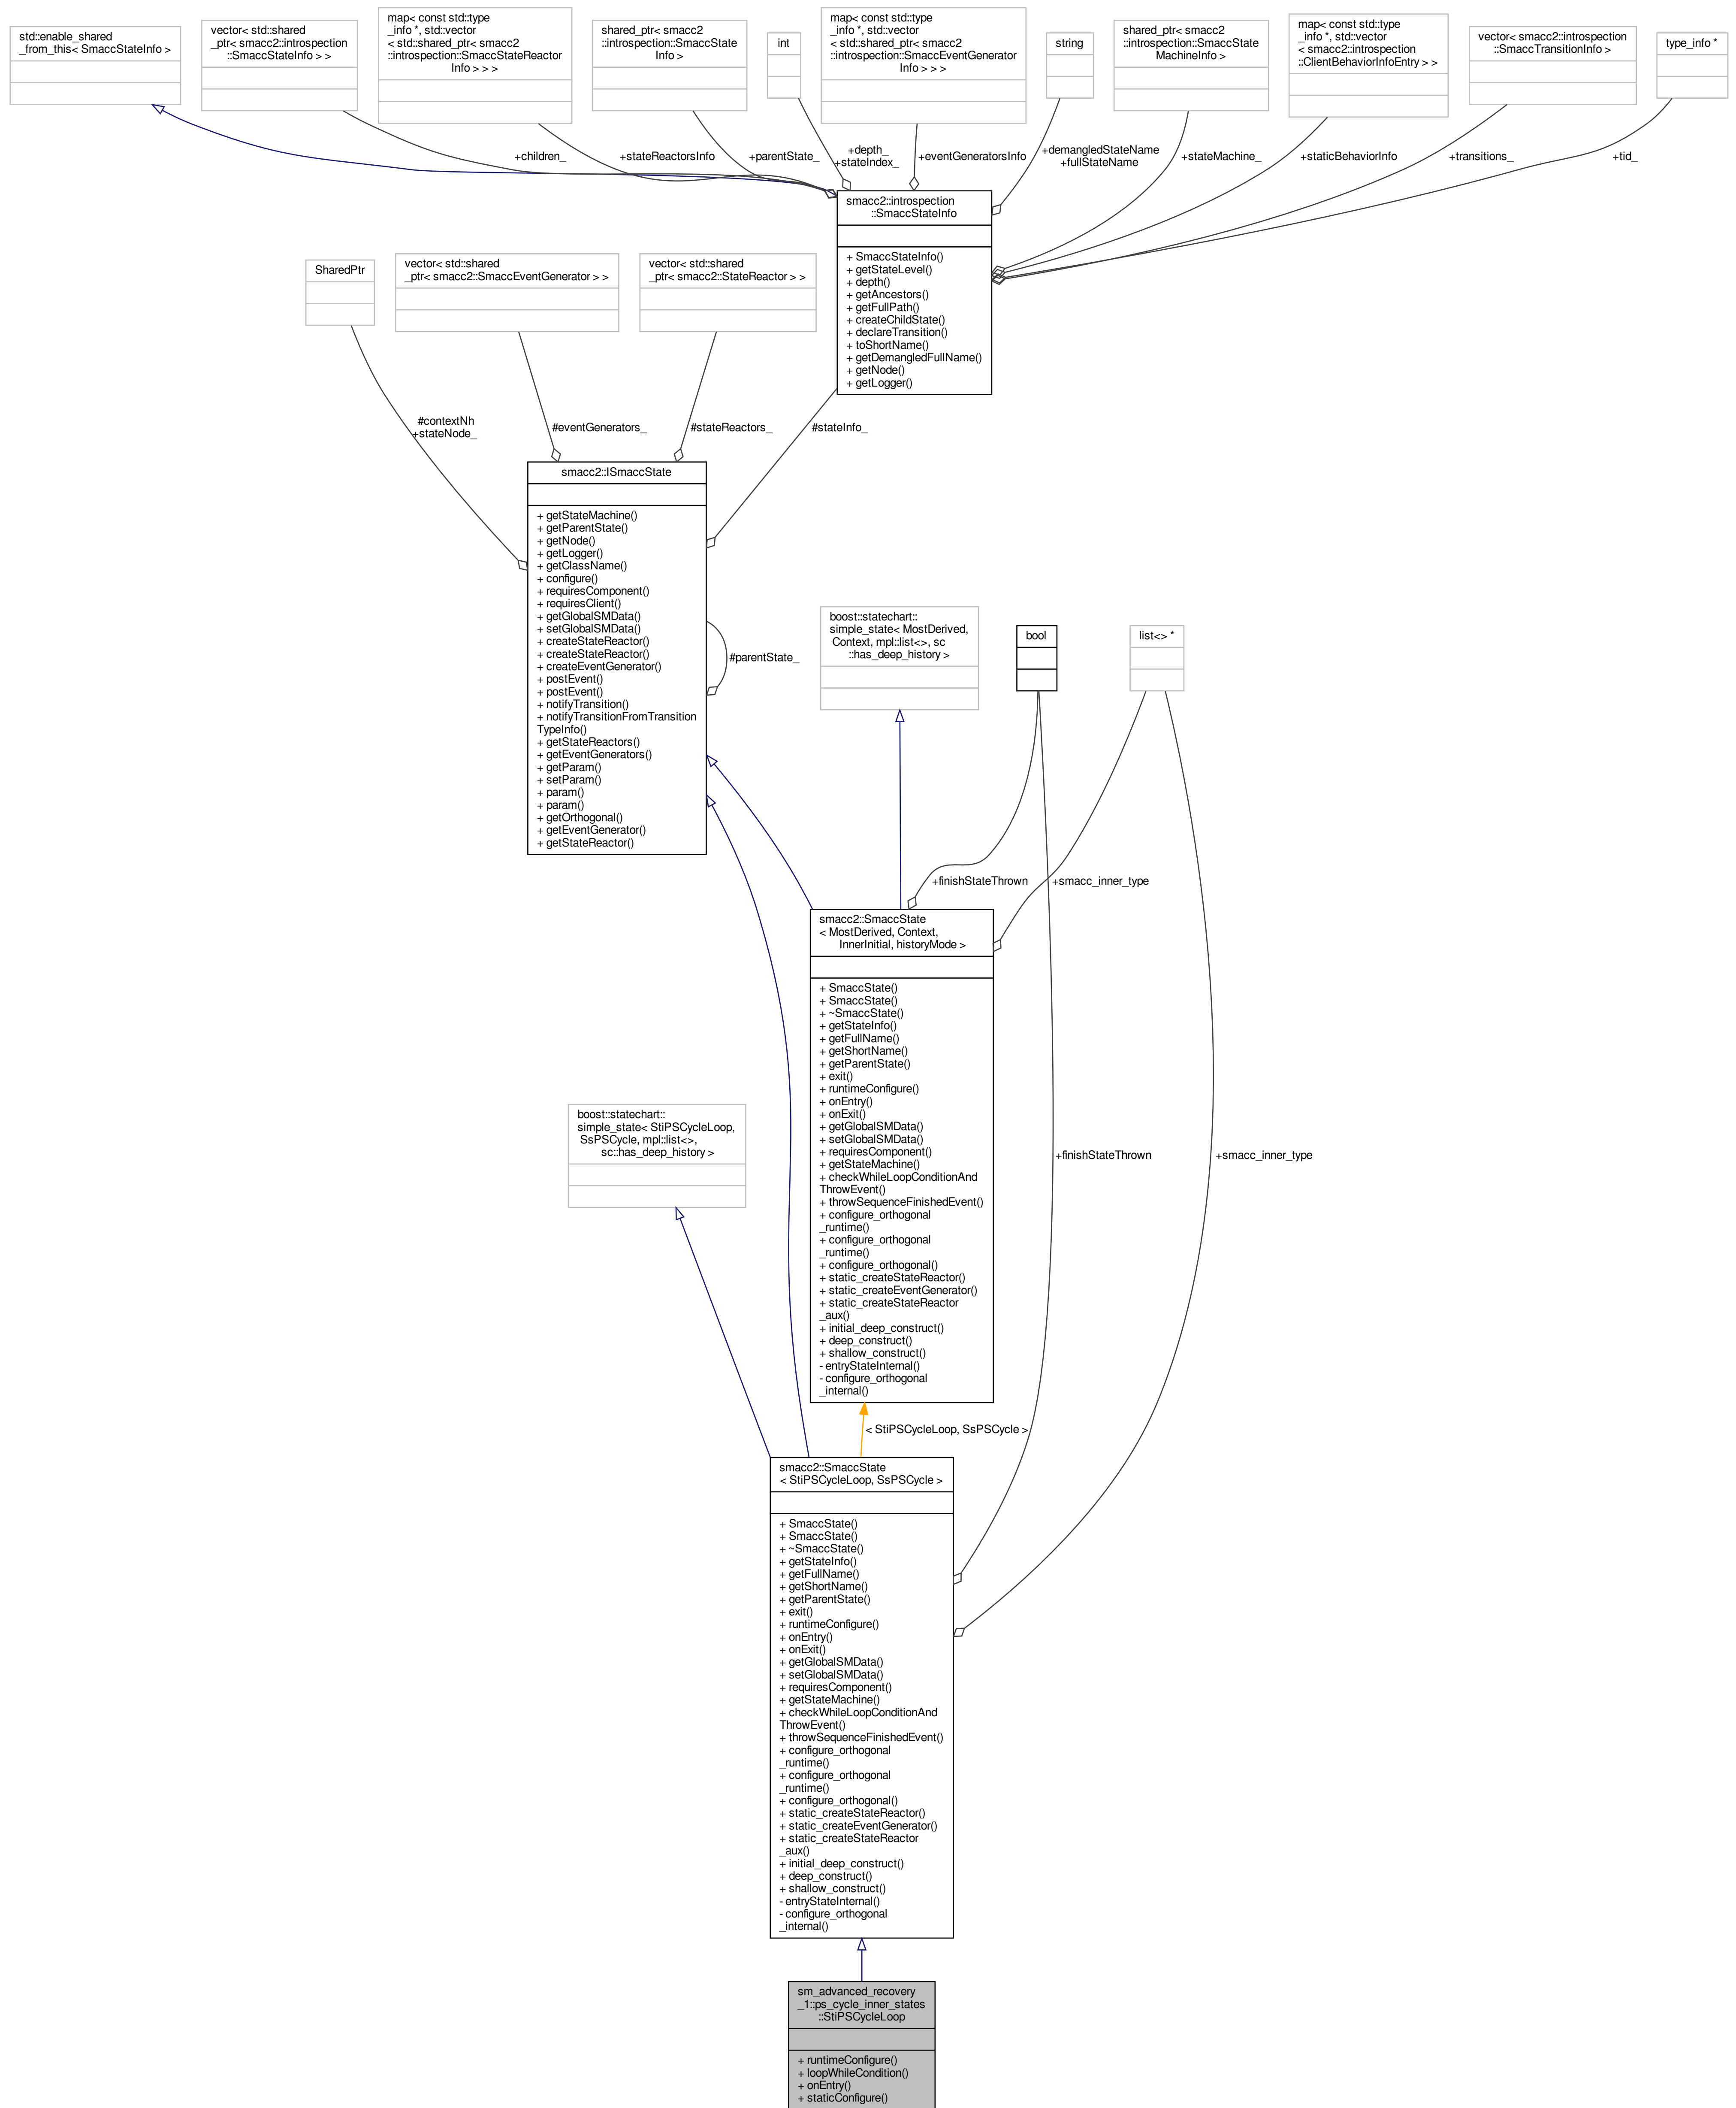 std::enable_shared
_from_this< SmaccStateInfo >
vector< std::shared
_ptr< smacc2::introspection
::SmaccStateInfo > >
map< const std::type
_info *, std::vector
< std::shared_ptr< smacc2
::introspection::SmaccStateReactor
Info > > >
shared_ptr< smacc2
::introspection::SmaccState
Info >
int
map< const std::type
_info *, std::vector
< std::shared_ptr< smacc2
::introspection::SmaccEventGenerator
Info > > >
string
shared_ptr< smacc2
::introspection::SmaccState
MachineInfo >
map< const std::type
_info *, std::vector
< smacc2::introspection
::ClientBehaviorInfoEntry > >
vector< smacc2::introspection
::SmaccTransitionInfo >
type_info *
+children_
+stateReactorsInfo
+parentState_
+depth_
+stateIndex_
+eventGeneratorsInfo
+demangledStateName
+fullStateName
+stateMachine_
+staticBehaviorInfo
+transitions_
+tid_
smacc2::introspection
::SmaccStateInfo
+ SmaccStateInfo()
+ getStateLevel()
+ depth()
+ getAncestors()
+ getFullPath()
+ createChildState()
+ declareTransition()
+ toShortName()
+ getDemangledFullName()
+ getNode()
+ getLogger()
SharedPtr
vector< std::shared
_ptr< smacc2::SmaccEventGenerator > >
vector< std::shared
_ptr< smacc2::StateReactor > >
#contextNh
+stateNode_
#eventGenerators_
#stateReactors_
#stateInfo_
smacc2::ISmaccState
+ getStateMachine()
+ getParentState()
+ getNode()
+ getLogger()
+ getClassName()
+ configure()
+ requiresComponent()
+ requiresClient()
+ getGlobalSMData()
+ setGlobalSMData()
+ createStateReactor()
+ createStateReactor()
+ createEventGenerator()
+ postEvent()
+ postEvent()
+ notifyTransition()
+ notifyTransitionFromTransition
TypeInfo()
+ getStateReactors()
+ getEventGenerators()
+ getParam()
+ setParam()
+ param()
+ param()
+ getOrthogonal()
+ getEventGenerator()
+ getStateReactor()
#parentState_
boost::statechart::
simple_state< MostDerived,
Context, mpl::list<>, sc
::has_deep_history >
bool
list<> *
+finishStateThrown
+smacc_inner_type
smacc2::SmaccState
< MostDerived, Context,
InnerInitial, historyMode >
+ SmaccState()
+ SmaccState()
+ ~SmaccState()
+ getStateInfo()
+ getFullName()
+ getShortName()
+ getParentState()
+ exit()
+ runtimeConfigure()
+ onEntry()
+ onExit()
+ getGlobalSMData()
+ setGlobalSMData()
+ requiresComponent()
+ getStateMachine()
+ checkWhileLoopConditionAnd
ThrowEvent()
+ throwSequenceFinishedEvent()
+ configure_orthogonal
_runtime()
+ configure_orthogonal
_runtime()
+ configure_orthogonal()
+ static_createStateReactor()
+ static_createEventGenerator()
+ static_createStateReactor
_aux()
+ initial_deep_construct()
+ deep_construct()
+ shallow_construct()
- entryStateInternal()
- configure_orthogonal
_internal()
boost::statechart::
simple_state< StiPSCycleLoop,
SsPSCycle, mpl::list<>,
sc::has_deep_history >
+finishStateThrown
+smacc_inner_type
< StiPSCycleLoop, SsPSCycle >
smacc2::SmaccState
< StiPSCycleLoop, SsPSCycle >
+ SmaccState()
+ SmaccState()
+ ~SmaccState()
+ getStateInfo()
+ getFullName()
+ getShortName()
+ getParentState()
+ exit()
+ runtimeConfigure()
+ onEntry()
+ onExit()
+ getGlobalSMData()
+ setGlobalSMData()
+ requiresComponent()
+ getStateMachine()
+ checkWhileLoopConditionAnd
ThrowEvent()
+ throwSequenceFinishedEvent()
+ configure_orthogonal
_runtime()
+ configure_orthogonal
_runtime()
+ configure_orthogonal()
+ static_createStateReactor()
+ static_createEventGenerator()
+ static_createStateReactor
_aux()
+ initial_deep_construct()
+ deep_construct()
+ shallow_construct()
- entryStateInternal()
- configure_orthogonal
_internal()
sm_advanced_recovery
_1::ps_cycle_inner_states
::StiPSCycleLoop
+ runtimeConfigure()
+ loopWhileCondition()
+ onEntry()
+ staticConfigure()